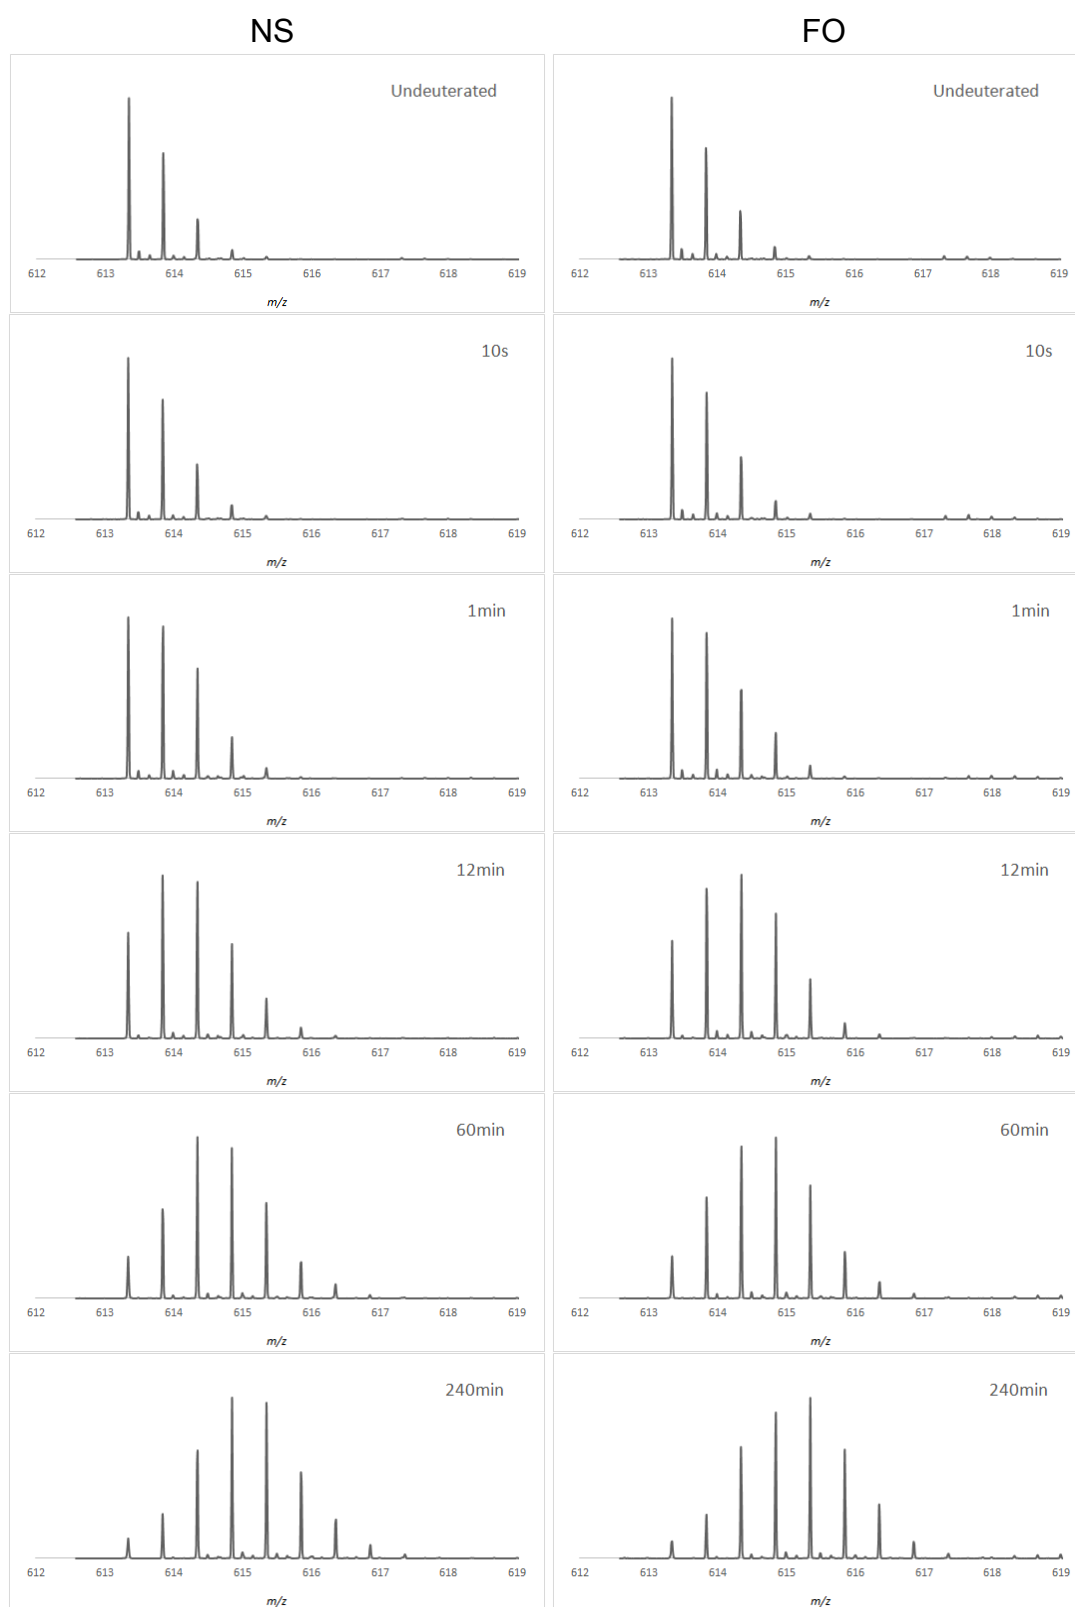 NS FO
Undeuterated Undeuterated
612 613 614 615 616 617 618 619 612 613 614 615 616 617 618 619
m/z m/z
10s 10s
612 613 614 615 616 617 618 619 612 613 614 615 616 617 618 619
m/z m/z
1min 1min
612 613 614 615 616 617 618 619 612 613 614 615 616 617 618 619
m/z m/z
12min 12min
612 613 614 615 616 617 618 619 612 613 614 615 616 617 618 619
m/z m/z
60min 60min
612 613 614 615 616 617 618 619 612 613 614 615 616 617 618 619
m/z m/z
240min 240min
612 613 614 615 616 617 618 619 612 613 614 615 616 617 618 619
m/z m/z